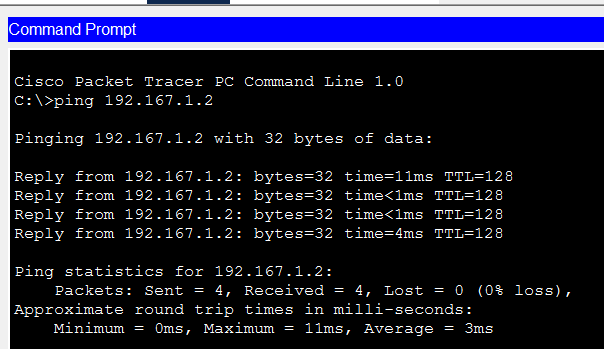 Command Prompt
Cisco Packet Tracer PC Command Line 1.0
C:\>ping 192.167.1.2
Pinging 192.167.1.2 with 32 bytes of data:
Reply from 192.167.1.2: bytes=32 time=11ms TTL=128
Reply from 192.167.1.2: bytes=32 time<1ms TTL=128
Reply from 192.167.1.2: bytes=32 time<1ms TTL=128
Reply from 192.167.1.2: bytes=32 time=4ms TTL=128
Ping statistics for 192.167.1.2:
Packets: Sent = 4, Received = 4, Lost = 0 (0% loss),
Approximate round trip times in milli-seconds:
Minimum = 0ms, Maximum = 11ms, Average = 3ms